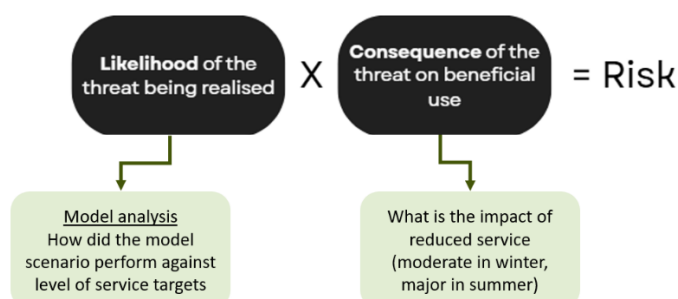 Likelihood of the
threat being realised
X
Consequence of the
threat on beneficial
use
= Risk
Model analysis
How did the model
scenario perform against
level of service targets
What is the impact of
reduced service
(moderate in winter,
major in summer)